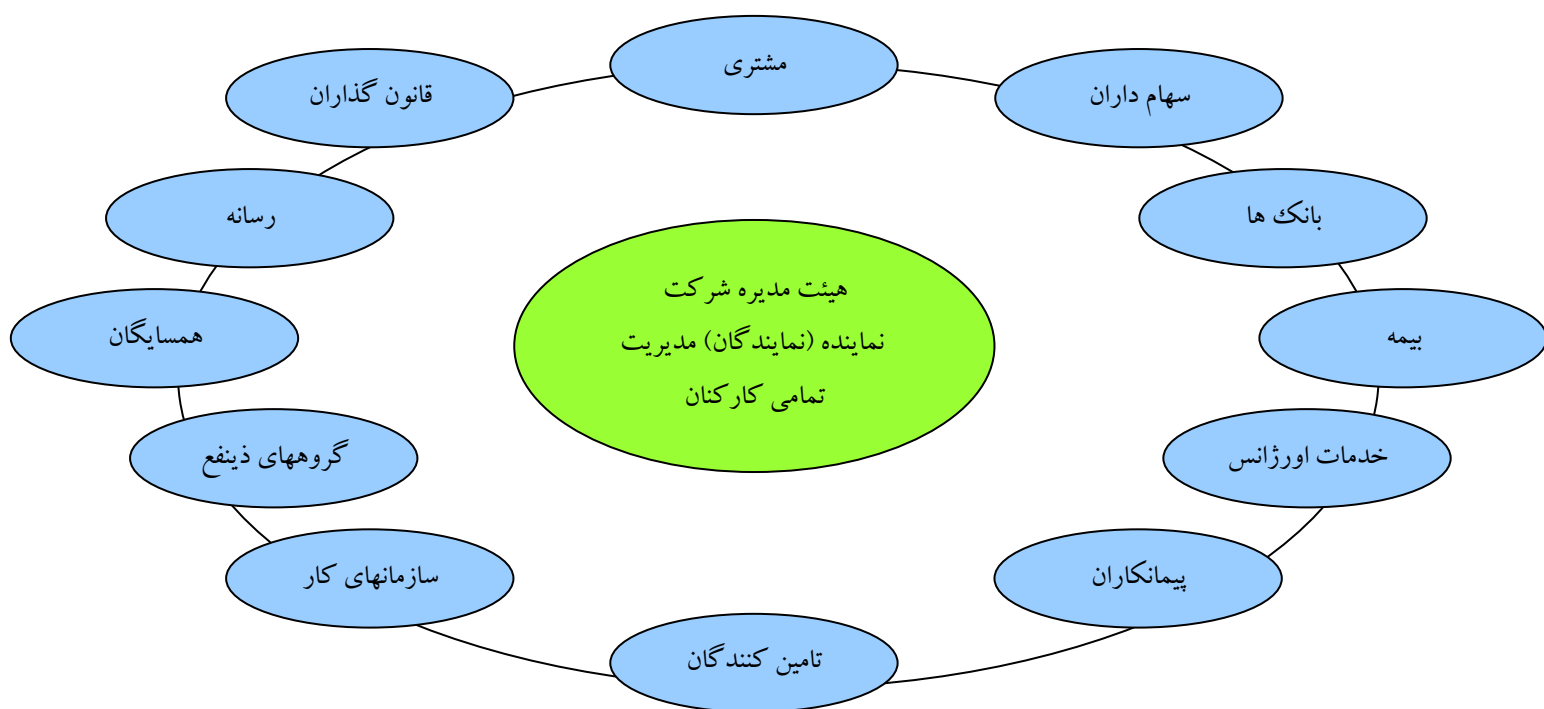 مشتری
سهام داران
قانون گذاران
بانک ها
رسانه
هیئت مدیره شرکت
نماینده (نمایندگان) مدیریت
تمامی کارکنان
بیمه
همسایگان
خدمات اورژانس
گروههای ذینفع
پیمانکاران
سازمانهای کار
تامین کنندگان